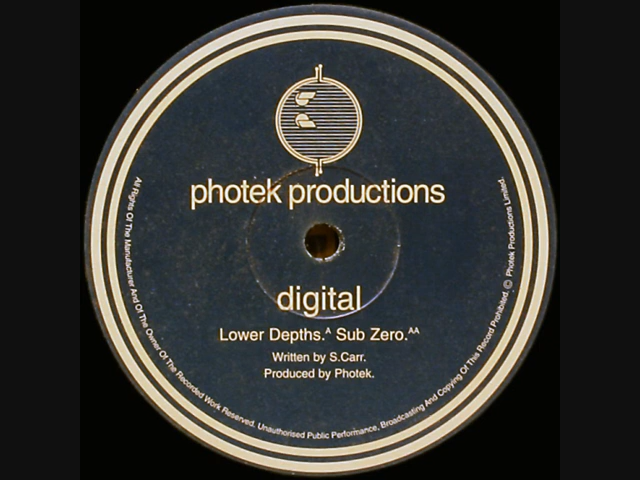 photek productions
digital
Lower Depths.A Sub Zero.AA
Written by S.Carr.
Produced by Photek.
All Rights Of The Manufacturer And Of The Owner Of The Recorded Work Reserved. Unauthorised Public Performance, Broadcasting And Copying Of This Record Prohibited. © Photek Productions Limited.